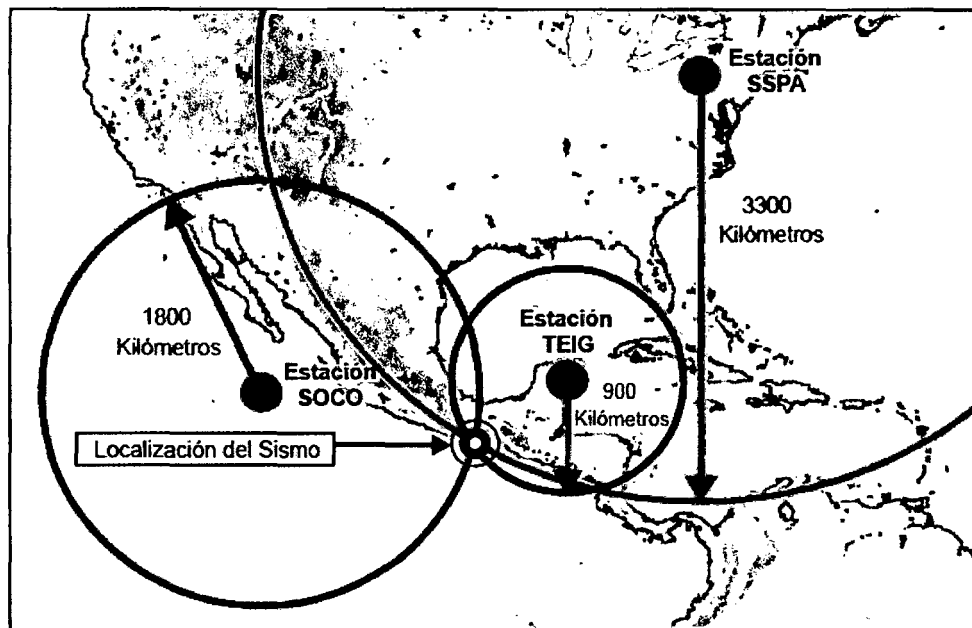 Estación
SSPA
3300
Kilómetros
1800
Kilómetros
Estación
TEIG
Estación
SOCO
900
Kilómetros
Localización del Sismo